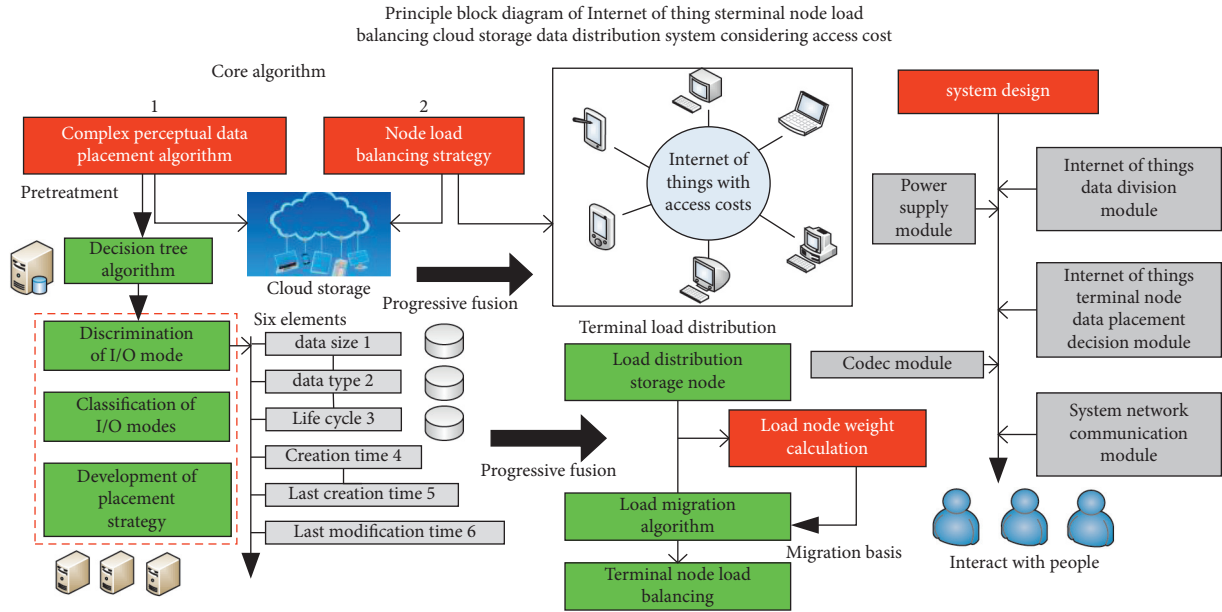 Principle block diagram of Internet of thing sterminal node load
balancing cloud storage data distribution system considering access cost
Core algorithm
1
Complex perceptual data
placement algorithm
2
Node load
balancing strategy
Pretreatment
Decision tree
algorithm
Cloud storage
Progressive fusion
Discrimination
of I/O mode
Classification of
I/O modes
Development of
placement
strategy
Six elements
data size 1
data type 2
Life cycle 3
Creation time 4
Last creation time 5
Last modification time 6
Progressive fusion
Internet of
things with
access costs
Terminal load distribution
Load distribution
storage node
Load node weight
calculation
Load migration
algorithm
Migration basis
Terminal node load
balancing
system design
Power
supply
module
Internet of things
data division
module
Internet of things
terminal node
data placement
decision module
Codec module
System network
communication
module
Interact with people